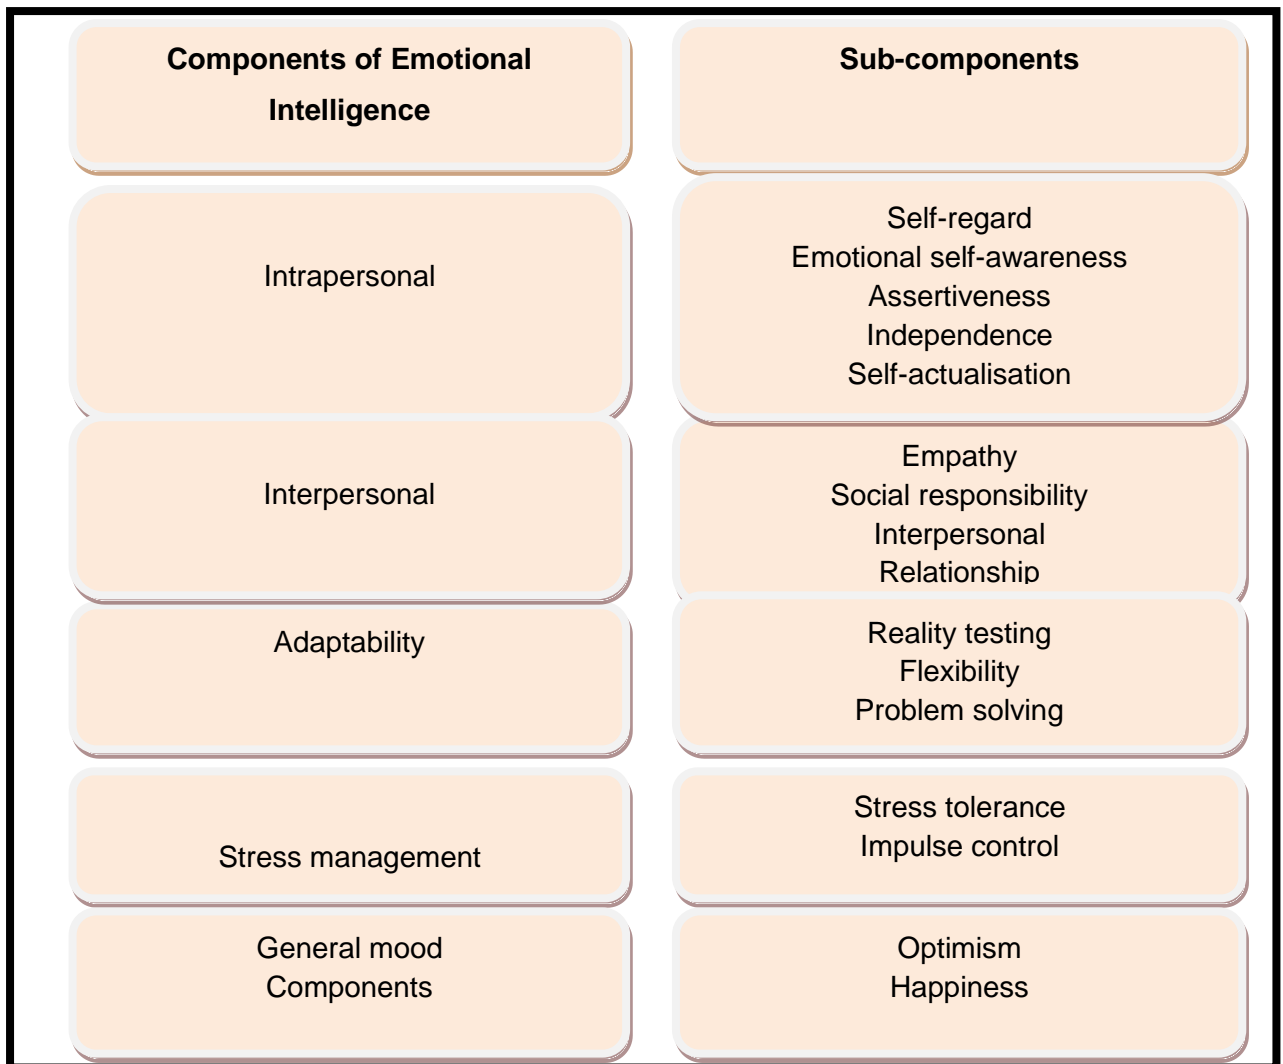 Components of Emotional
Intelligence
Sub-components
Intrapersonal
Self-regard
Emotional self-awareness
Assertiveness
Independence
Self-actualisation
Interpersonal
Empathy
Social responsibility
Interpersonal
Relationship
Adaptability
Reality testing
Flexibility
Problem solving
Stress management
Stress tolerance
Impulse control
General mood
Components
Optimism
Happiness